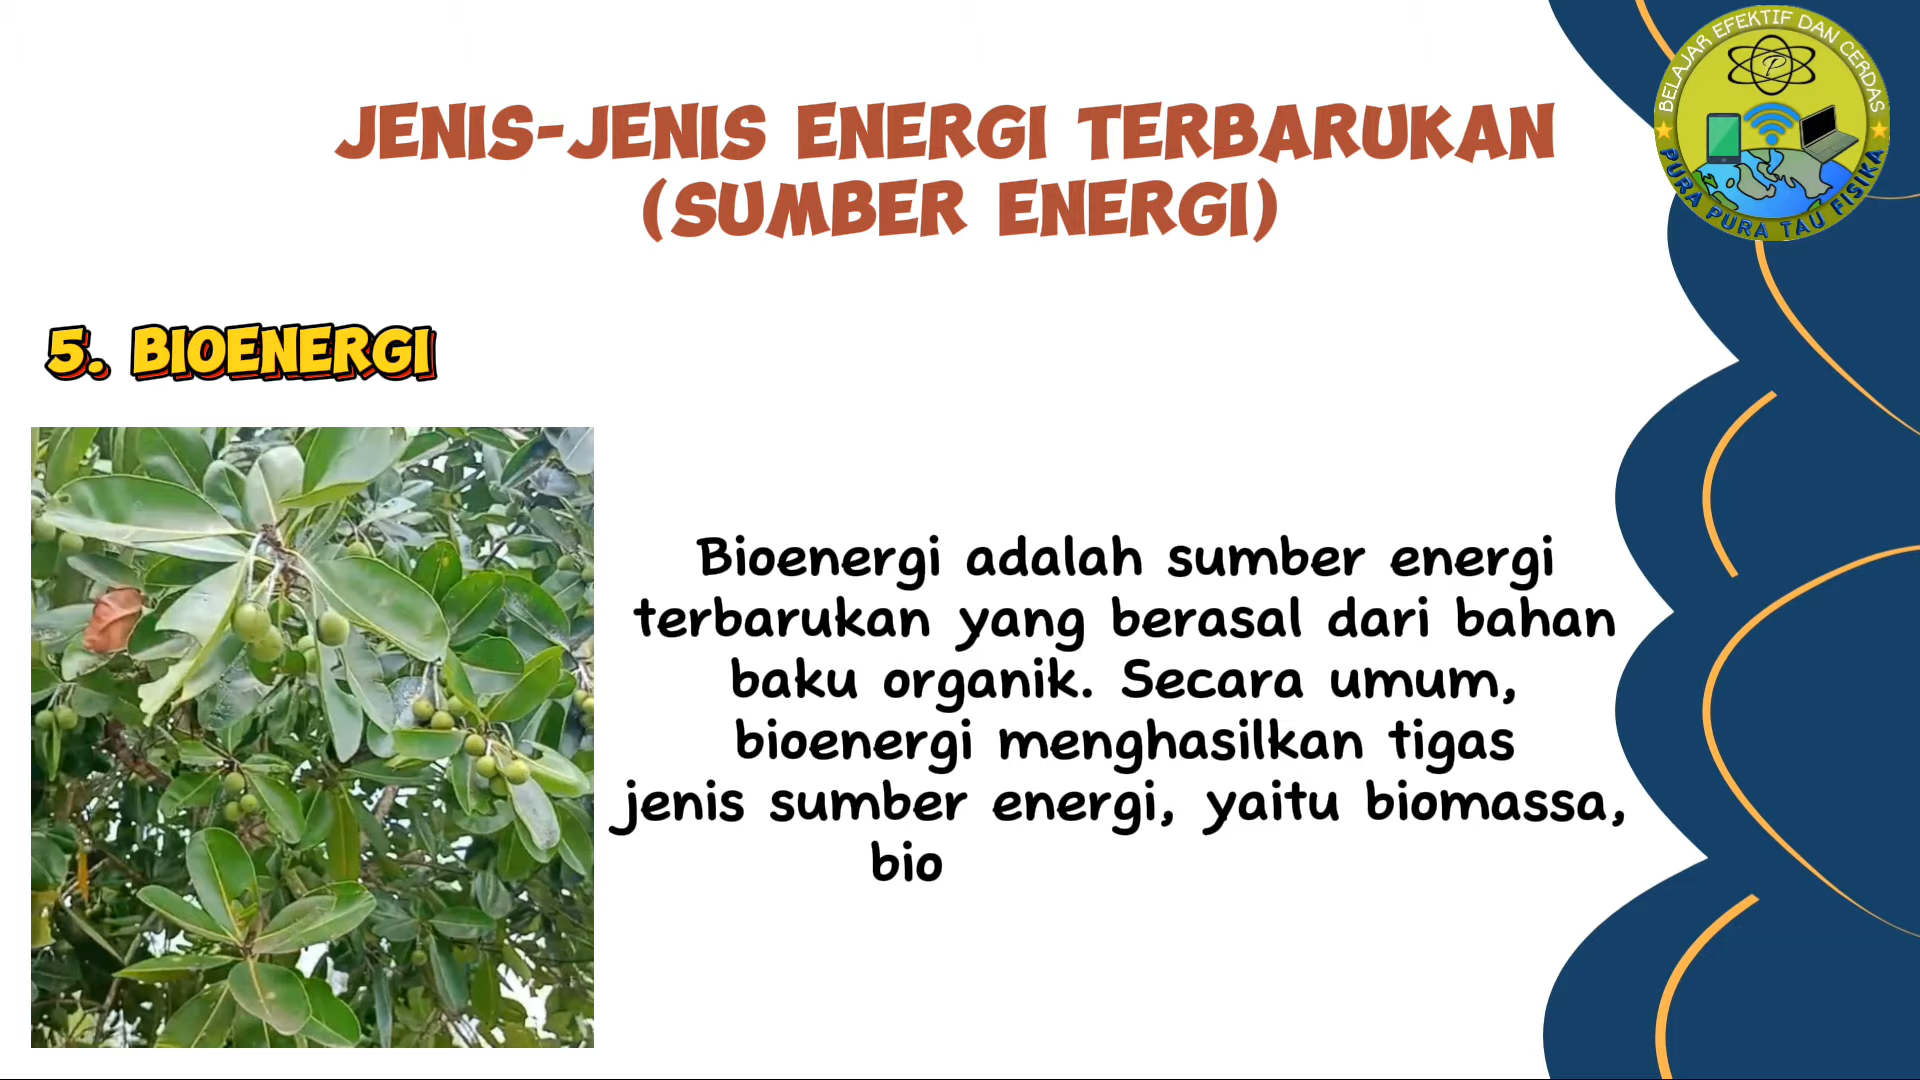 BELAJAR EFEKTIF DAN CERDAS
P
PURA PURA TAU FISIKA
JENIS-JENIS ENERGI TERBARUKAN
(SUMBER ENERGI)
5. BIOENERGI
Bioenergi adalah sumber energi
terbarukan yang berasal dari bahan
baku organik. Secara umum,
bioenergi menghasilkan tigas
jenis sumber energi, yaitu biomassa,
bio